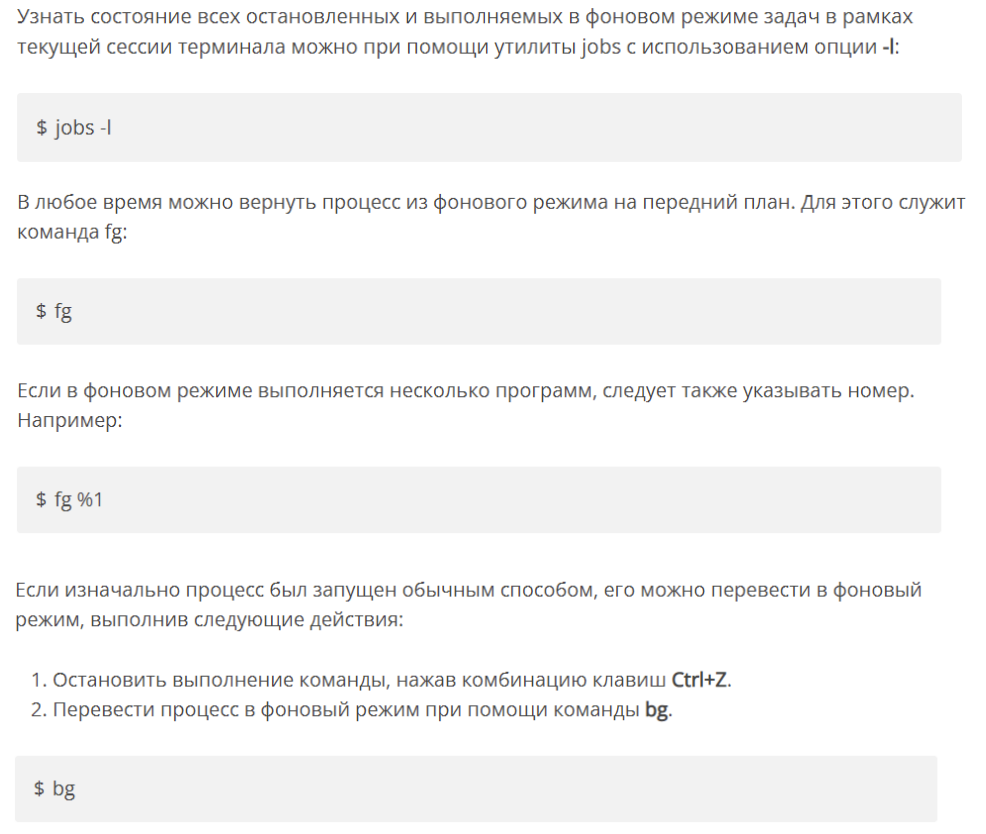 Узнать состояние всех остановленных и выполняемых в фоновом режиме задач в рамках
текущей сессии терминала можно при помощи утилиты jobs с использованием опции -l:
$ jobs -l
В любое время можно вернуть процесс из фонового режима на передний план. Для этого служит
команда fg:
$ fg
Если в фоновом режиме выполняется несколько программ, следует также указывать номер.
Например:
$ fg %1
Если изначально процесс был запущен обычным способом, его можно перевести в фоновый
режим, выполнив следующие действия:
1. Остановить выполнение команды, нажав комбинацию клавиш Ctrl+Z.
2. Перевести процесс в фоновый режим при помощи команды bg.
$ bg